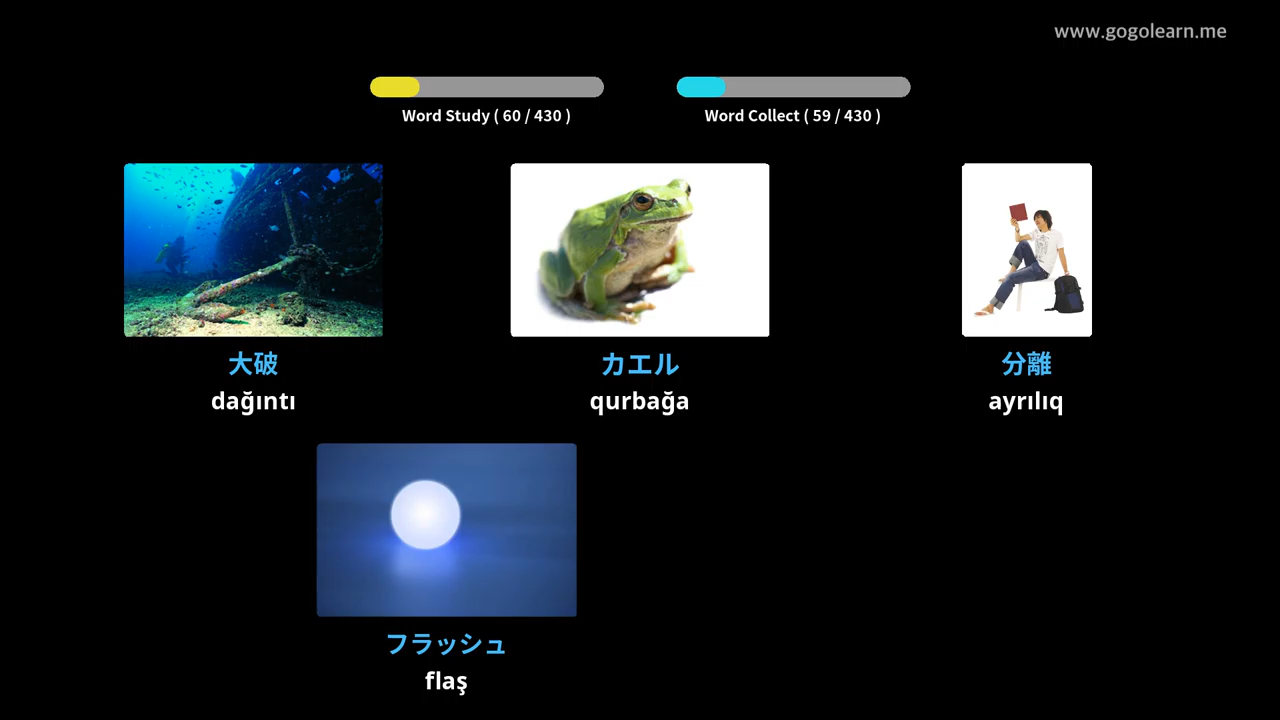 www.gogolearn.me
Word Study ( 60 / 430 )
Word Collect ( 59 / 430 )
大破
dağıntı
カエル
qurbağa
分離
ayrılıq
フラッシュ
flaş